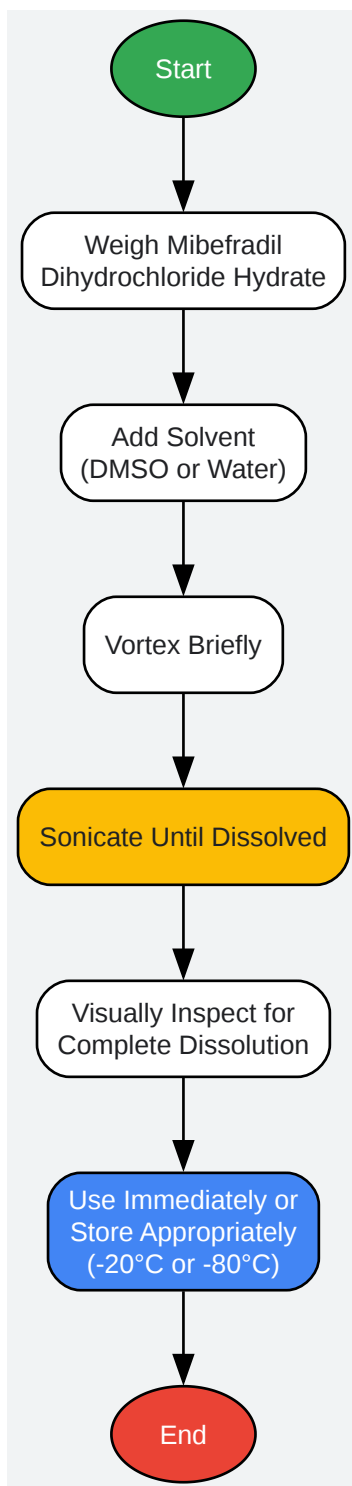 Start
Weigh Mibefradil
Dihydrochloride Hydrate
Add Solvent
(DMSO or Water)
Vortex Briefly
Sonicate Until Dissolved
Visually Inspect for
Complete Dissolution
Use Immediately or
Store Appropriately
(-20°C or -80°C)
End